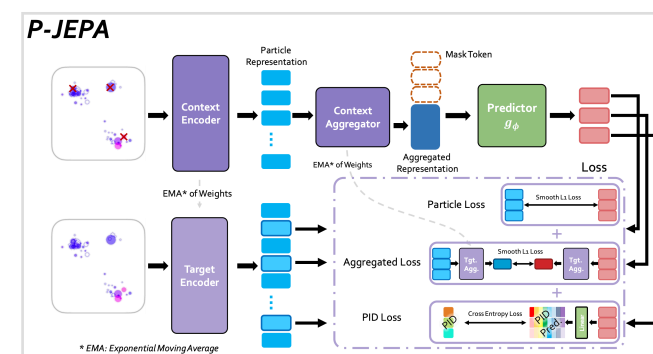 P-JEPA
Particle
Representation
Mask Token
Context
Encoder
Context
Aggregator
Predictor
gϕ
Aggregated
Representation
Loss
EMA* of Weights
EMA* of Weights
Particle Loss
Smooth L1 Loss
+
Target
Encoder
Aggregated Loss
Tgt.
Agg.
Smooth L1 Loss
Tgt.
Agg.
+
PID Loss
PID
Cross Entropy Loss
PID
Pred.
Linear
* EMA: Exponential Moving Average